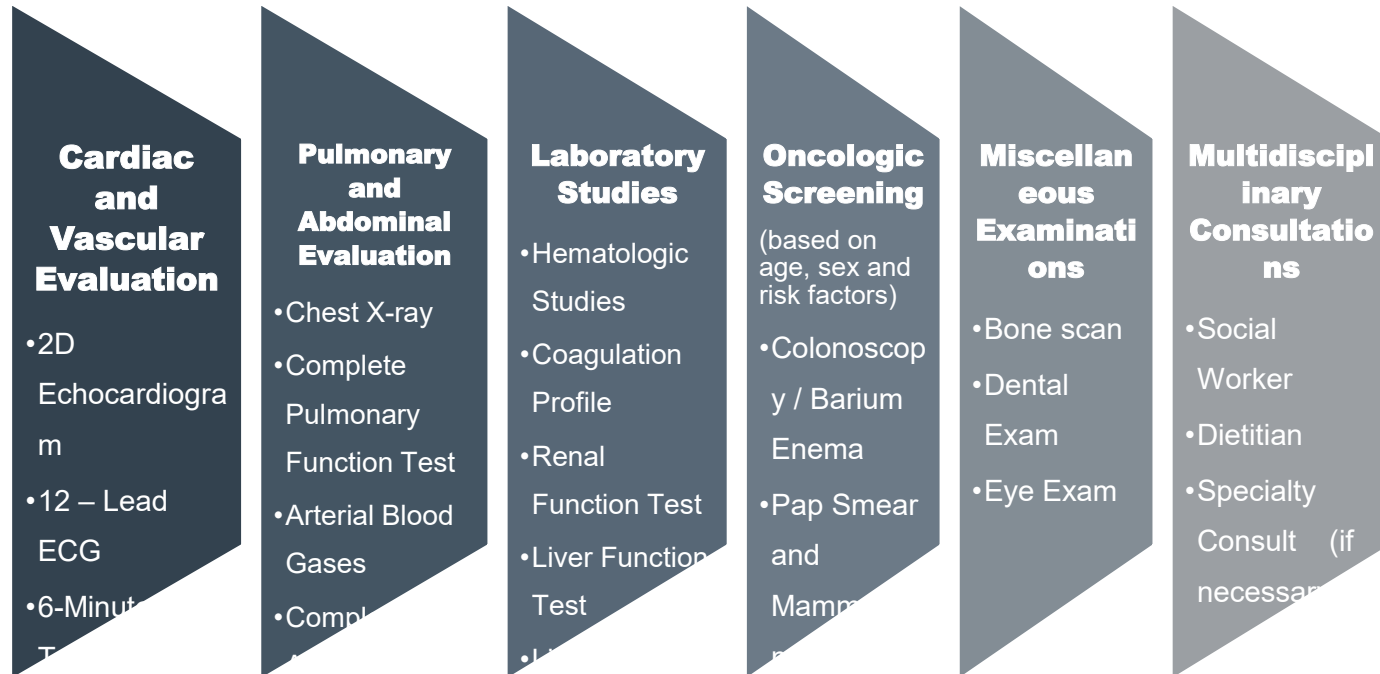 Cardiac
and
Vascular
Evaluation
•2D
Echocardiogra
m
•12 – Lead
ECG
•6-Minute
Pulmonary
and
Abdominal
Evaluation
•Chest X-ray
•Complete
Pulmonary
Function Test
•Arterial Blood
Gases
Laboratory
Studies
•Hematologic
Studies
•Coagulation
Profile
•Renal
Function Test
•Liver Function
Test
Oncologic
Screening
(based on
age, sex and
risk factors)
•Colonoscop
y / Barium
Enema
•Pap Smear
and
Miscellan
eous
Examinati
ons
•Bone scan
•Dental
Exam
•Eye Exam
Multidiscipl
inary
Consultatio
ns
•Social
Worker
•Dietitian
•Specialty
Consult (if